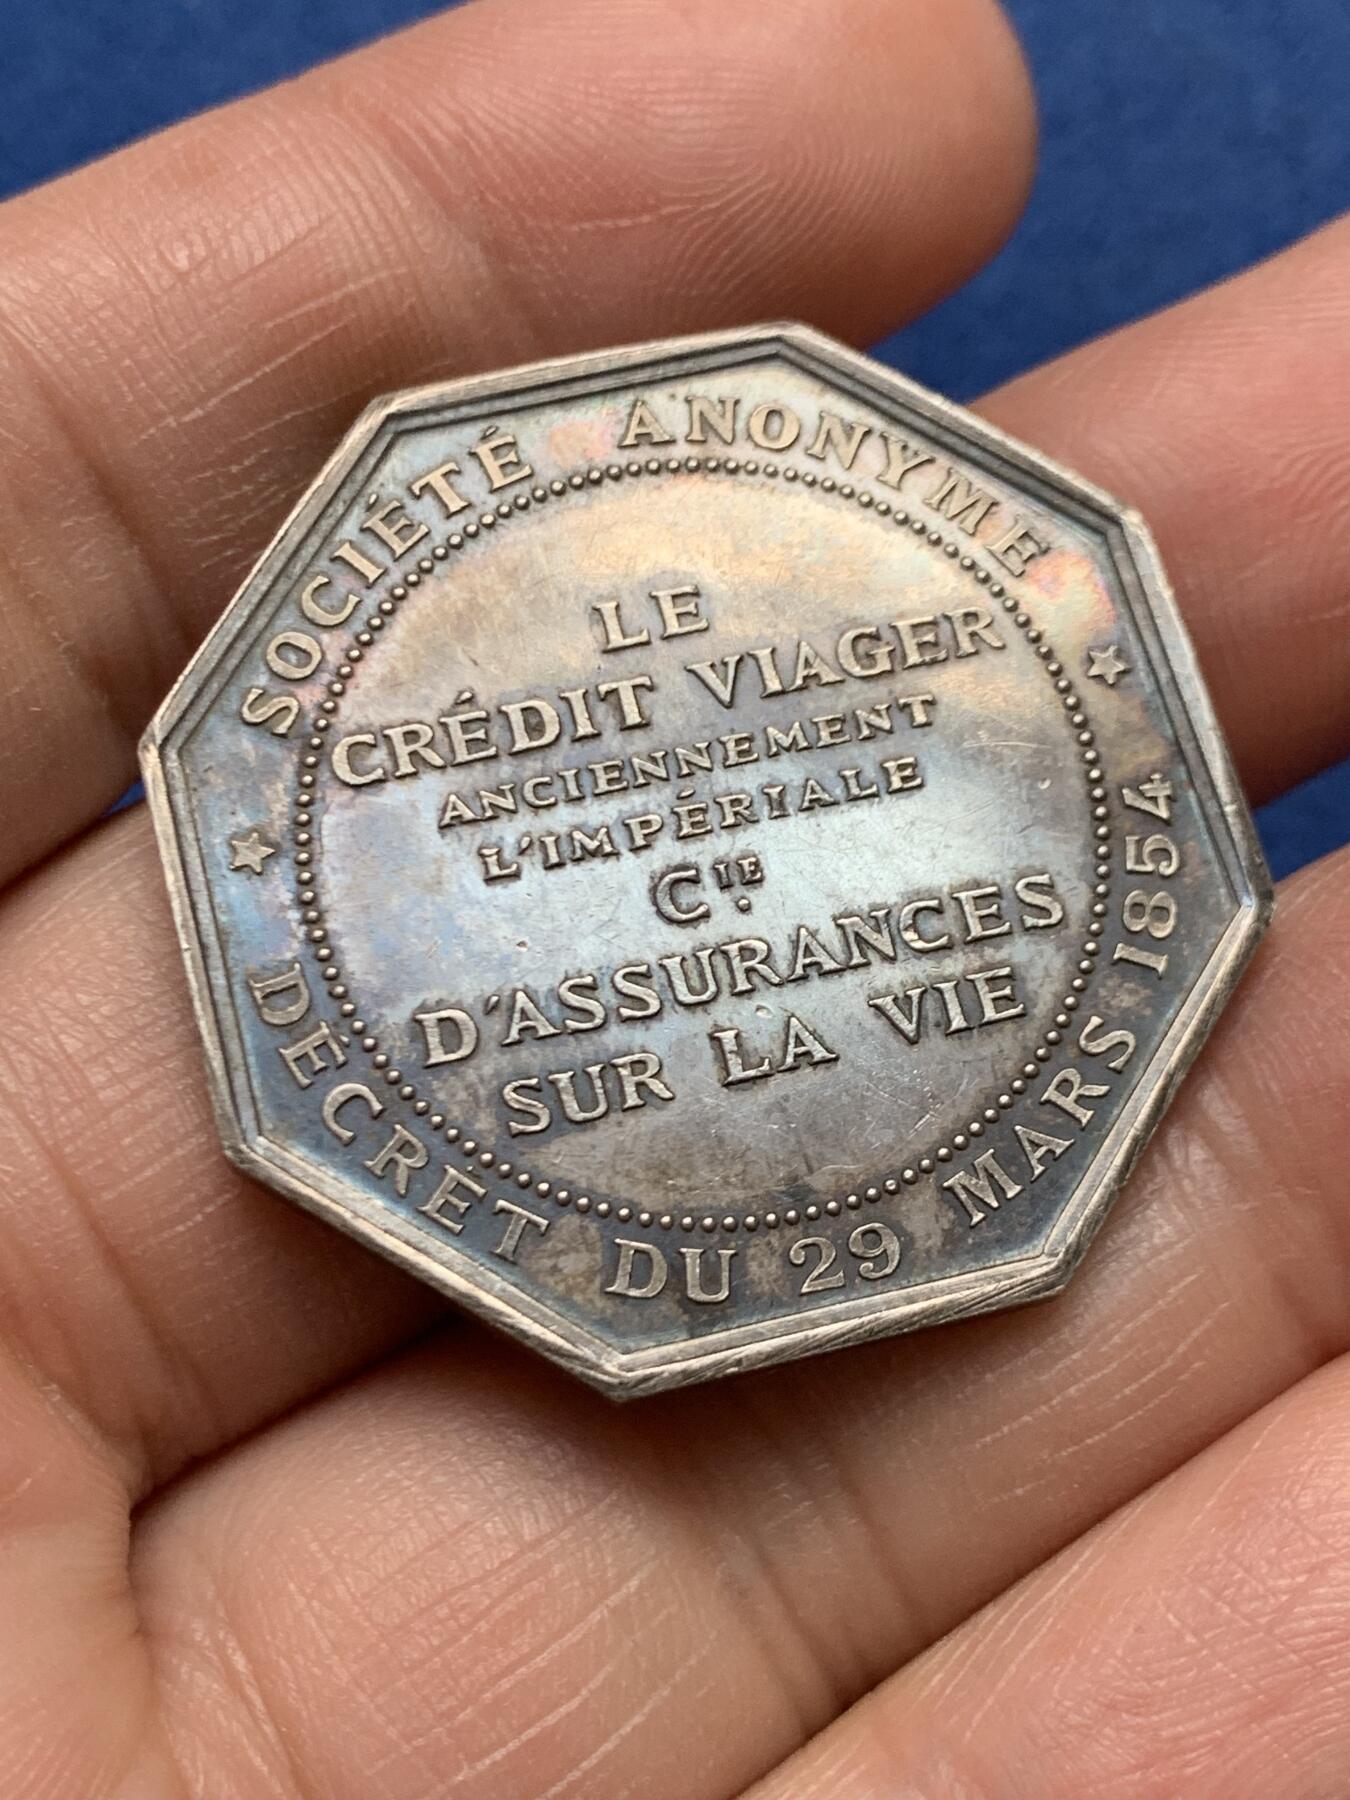 SOCIÉTÉ ANONYME
LE
CRÉDIT VIAGER
ANCIENNEMENT
L'IMPÉRIALE
CIE
D'ASSURANCES
SUR LA VIE
DÉCRET DU 29 MARS 1854